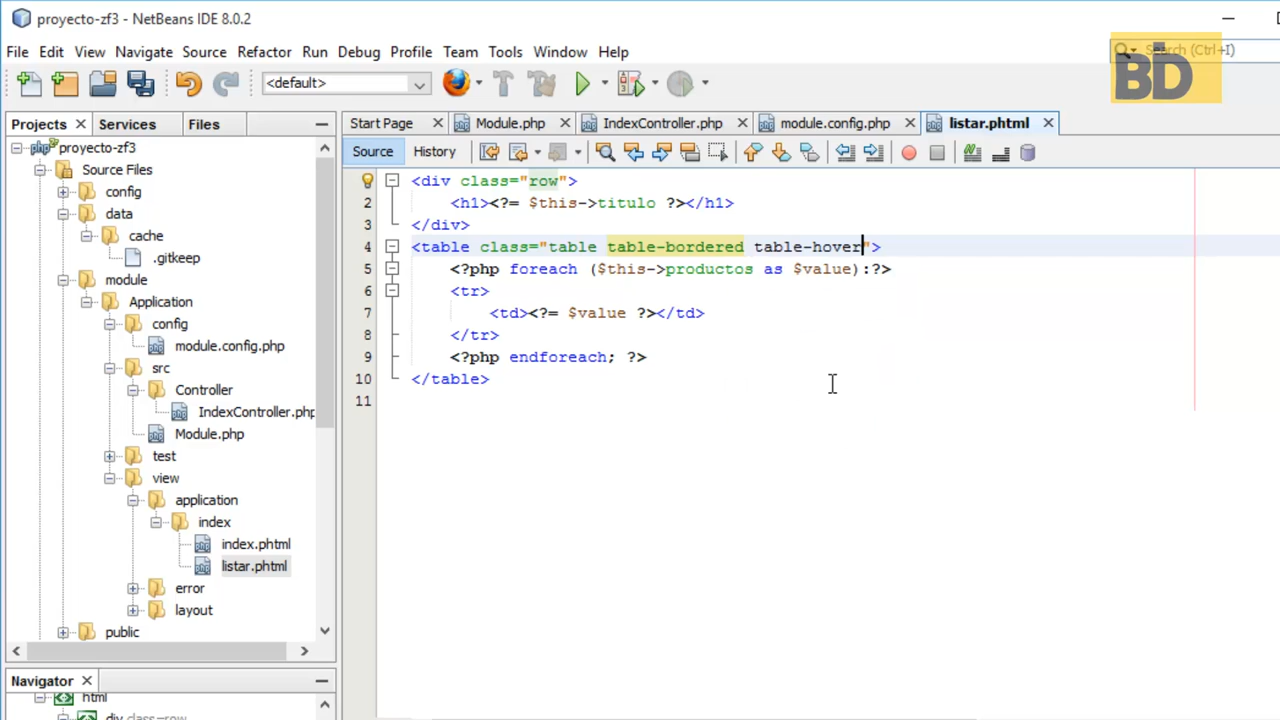 proyecto-zf3 - NetBeans IDE 8.0.2
File Edit View Navigate Source Refactor Run Debug Profile Team Tools Window Help
Search (Ctrl+I)
BD
<default>
Projects Services Files
Start Page Module.php IndexController.php module.config.php listar.phtml
Source History
proyecto-zf3
Source Files
config
data
cache
.gitkeep
module
Application
config
module.config.php
src
Controller
IndexController.php
Module.php
test
view
application
index
index.phtml
listar.phtml
error
layout
public
1 <div class="row">
2 <h1><?= $this->titulo ?></h1>
3 </div>
4 <table class="table table-bordered table-hover">
5 <?php foreach ($this->productos as $value):?>
6 <tr>
7 <td><?= $value ?></td>
8 </tr>
9 <?php endforeach; ?>
10 </table>
11
Navigator
html
div class=row